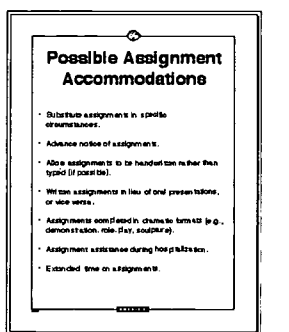 Possible Assignment
Accommodations
· Substitute assignments in specific
circumstances.
· Advance notice of assignments.
· Allow assignments to be handwritten rather than
typed (if possible).
· Written assignments in lieu of oral presentations,
or vice versa.
· Assignments completed in dramatic formats (e.g.,
demonstration, role-play, sculpture).
· Assignment assistance during hospitalization.
· Extended time on assignments.